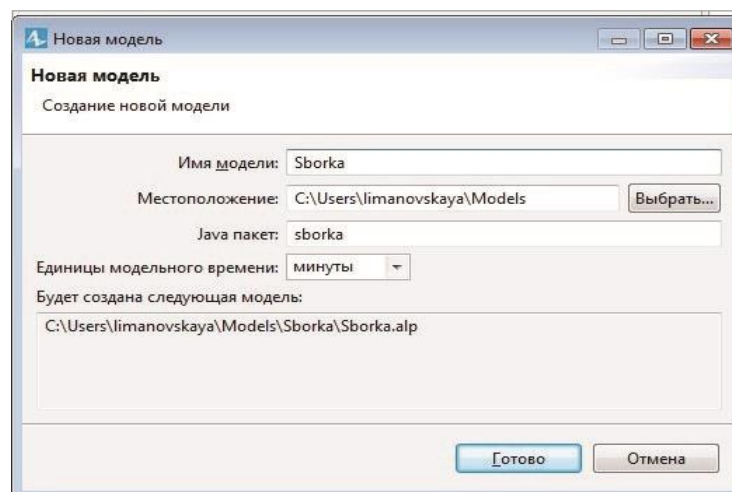 Новая модель
Новая модель
Создание новой модели
Имя модели: Sborka
Местоположение: C:\Users\limanovskaya\Models Выбрать...
Java пакет: sborka
Единицы модельного времени: минуты
Будет создана следующая модель:
C:\Users\limanovskaya\Models\Sborka\Sborka.alp
Готово Отмена